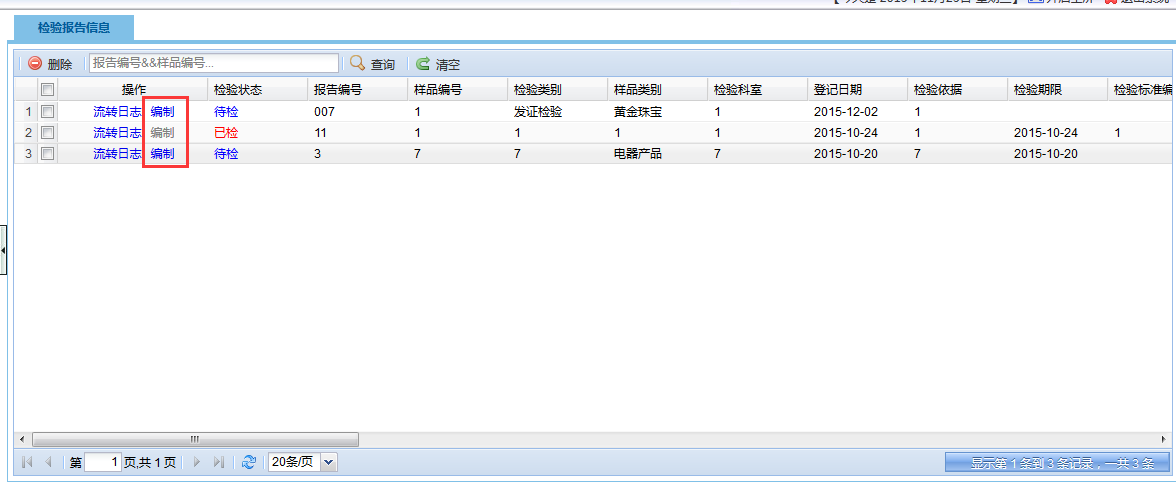 检验报告信息
删除 报告编号&&样品编号... 查询 清空
操作 检验状态 报告编号 样品编号 检验类别 样品类别 检验科室 登记日期 检验依据 检验期限 检验标准编
1 流转日志 编制 待检 007 1 发证检验 黄金珠宝 1 2015-12-02 1
2 流转日志 编制 已检 11 1 1 1 1 2015-10-24 1 2015-10-24 1
3 流转日志 编制 待检 3 7 7 电器产品 7 2015-10-20 7 2015-10-20
第 1 页,共 1 页 20条/页 显示第 1 条到 3 条记录，一共 3 条